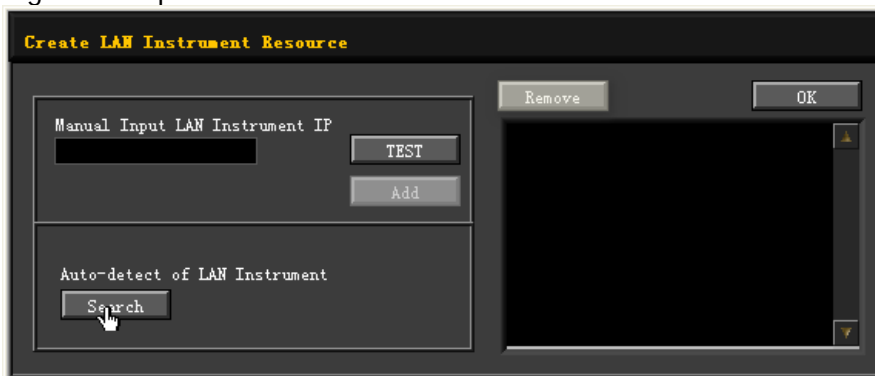 Create LAN Instrument Resource
Remove
OK
Manual Input LAN Instrument IP
TEST
Add
Auto-detect of LAN Instrument
Search